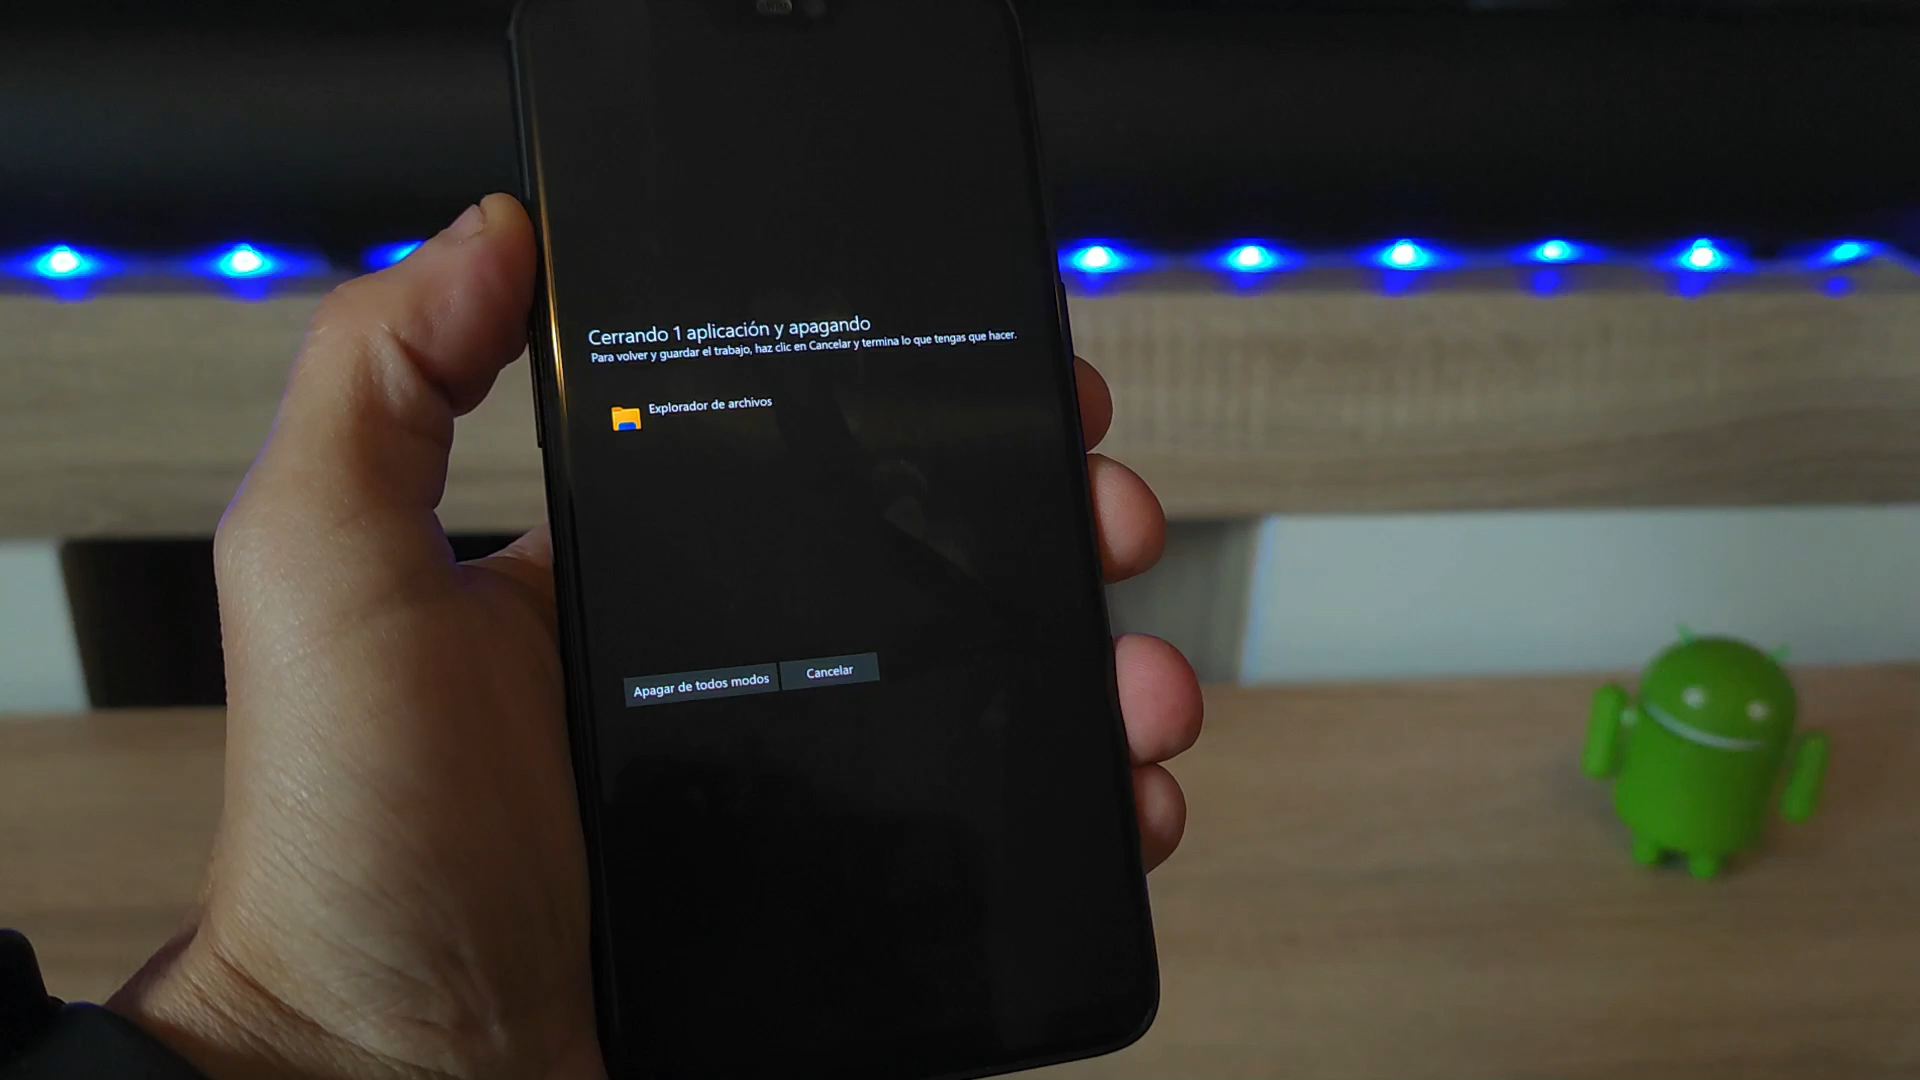 Cerrando 1 aplicación y apagando
Para volver y guardar el trabajo, haz clic en Cancelar y termina lo que tengas que hacer.
Explorador de archivos
Apagar de todos modos
Cancelar